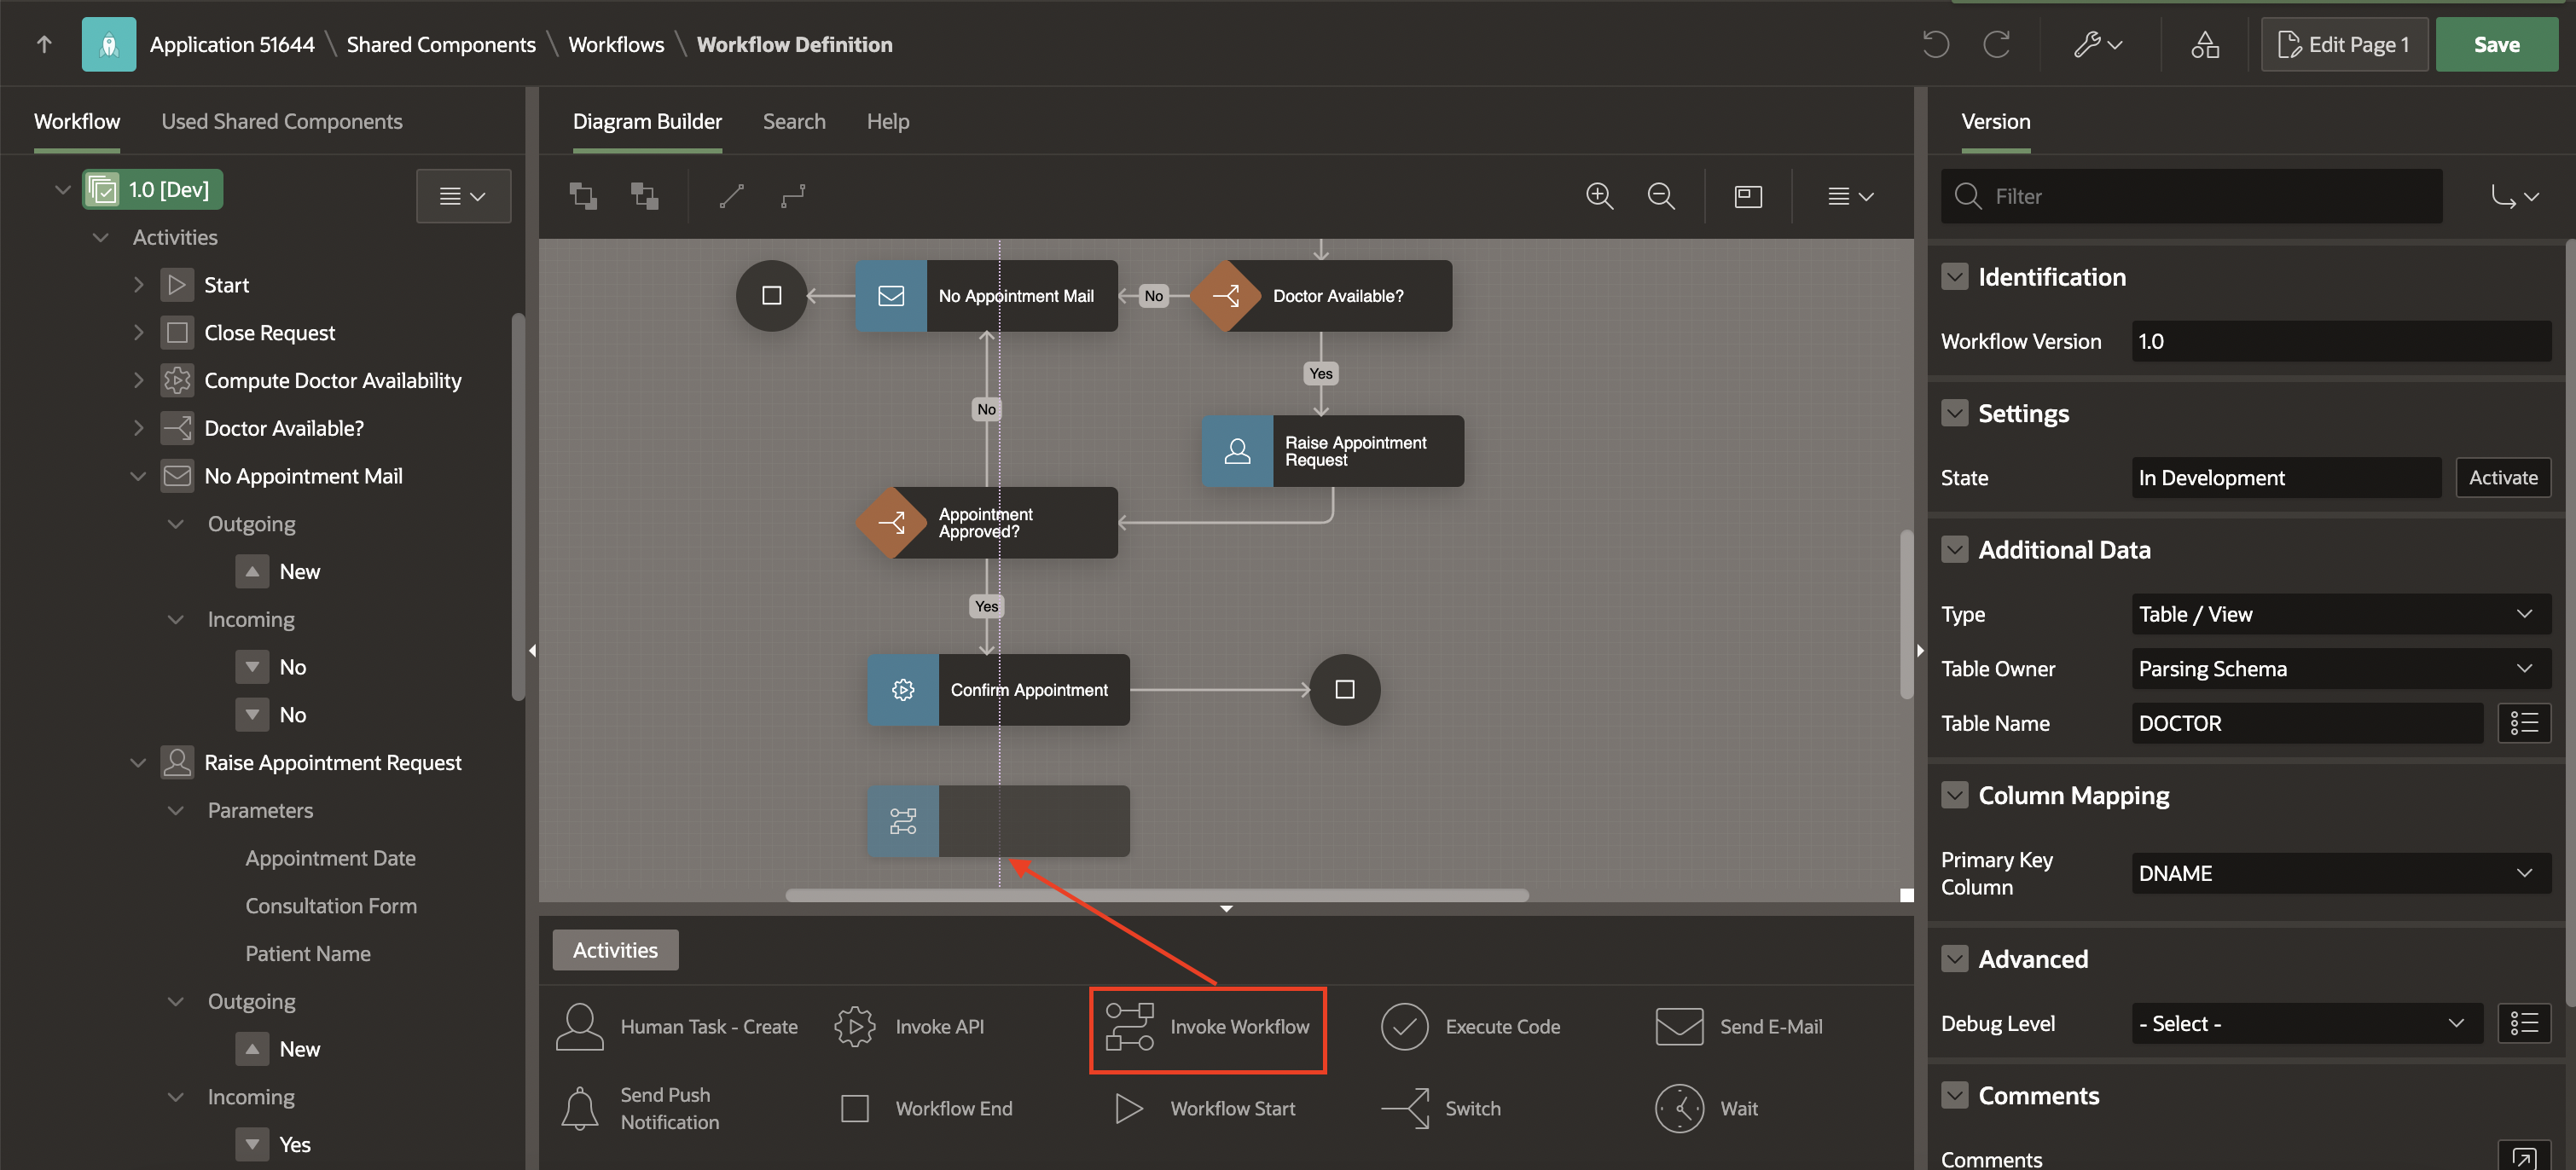 Application 51644 \ Shared Components \ Workflows \ Workflow Definition
Edit Page 1
Save
Workflow
Used Shared Components
1.0 [Dev]
Activities
Start
Close Request
Compute Doctor Availability
Doctor Available?
No Appointment Mail
Outgoing
New
Incoming
No
No
Raise Appointment Request
Parameters
Appointment Date
Consultation Form
Patient Name
Outgoing
New
Incoming
Yes
Diagram Builder
Search
Help
No Appointment Mail
No
Doctor Available?
Yes
No
Raise Appointment
Request
Appointment
Approved?
Yes
Confirm Appointment
Activities
Human Task - Create
Invoke API
Invoke Workflow
Execute Code
Send E-Mail
Send Push
Notification
Workflow End
Workflow Start
Switch
Wait
Version
Filter
Identification
Workflow Version
1.0
Settings
State
In Development
Activate
Additional Data
Type
Table / View
Table Owner
Parsing Schema
Table Name
DOCTOR
Column Mapping
Primary Key
Column
DNAME
Advanced
Debug Level
- Select -
Comments
Comments